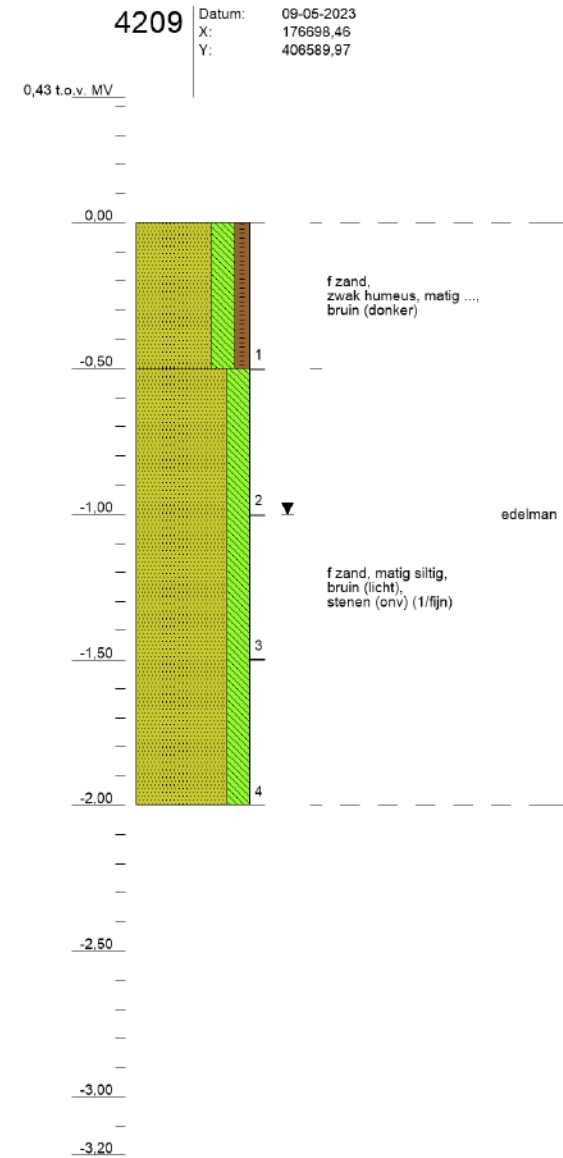 4209
Datum: 09-05-2023
X: 176698,46
Y: 406589,97
0,43 t.o.v. MV
0,00
f zand,
zwak humeus, matig ...,
bruin (donker)
1
-0,50
2
-1,00
edelman
f zand, matig siltig,
bruin (licht),
stenen (onv) (1/fijn)
3
-1,50
4
-2,00
-2,50
-3,00
-3,20